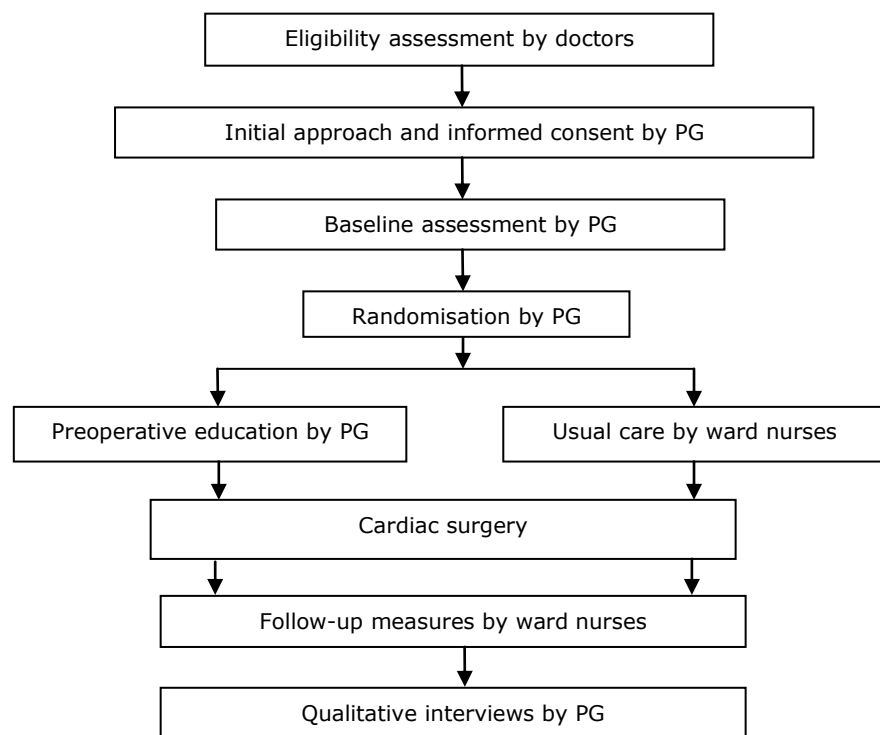 Eligibility assessment by doctors
Initial approach and informed consent by PG
Baseline assessment by PG
Randomisation by PG
Preoperative education by PG
Usual care by ward nurses
Cardiac surgery
Follow-up measures by ward nurses
Qualitative interviews by PG